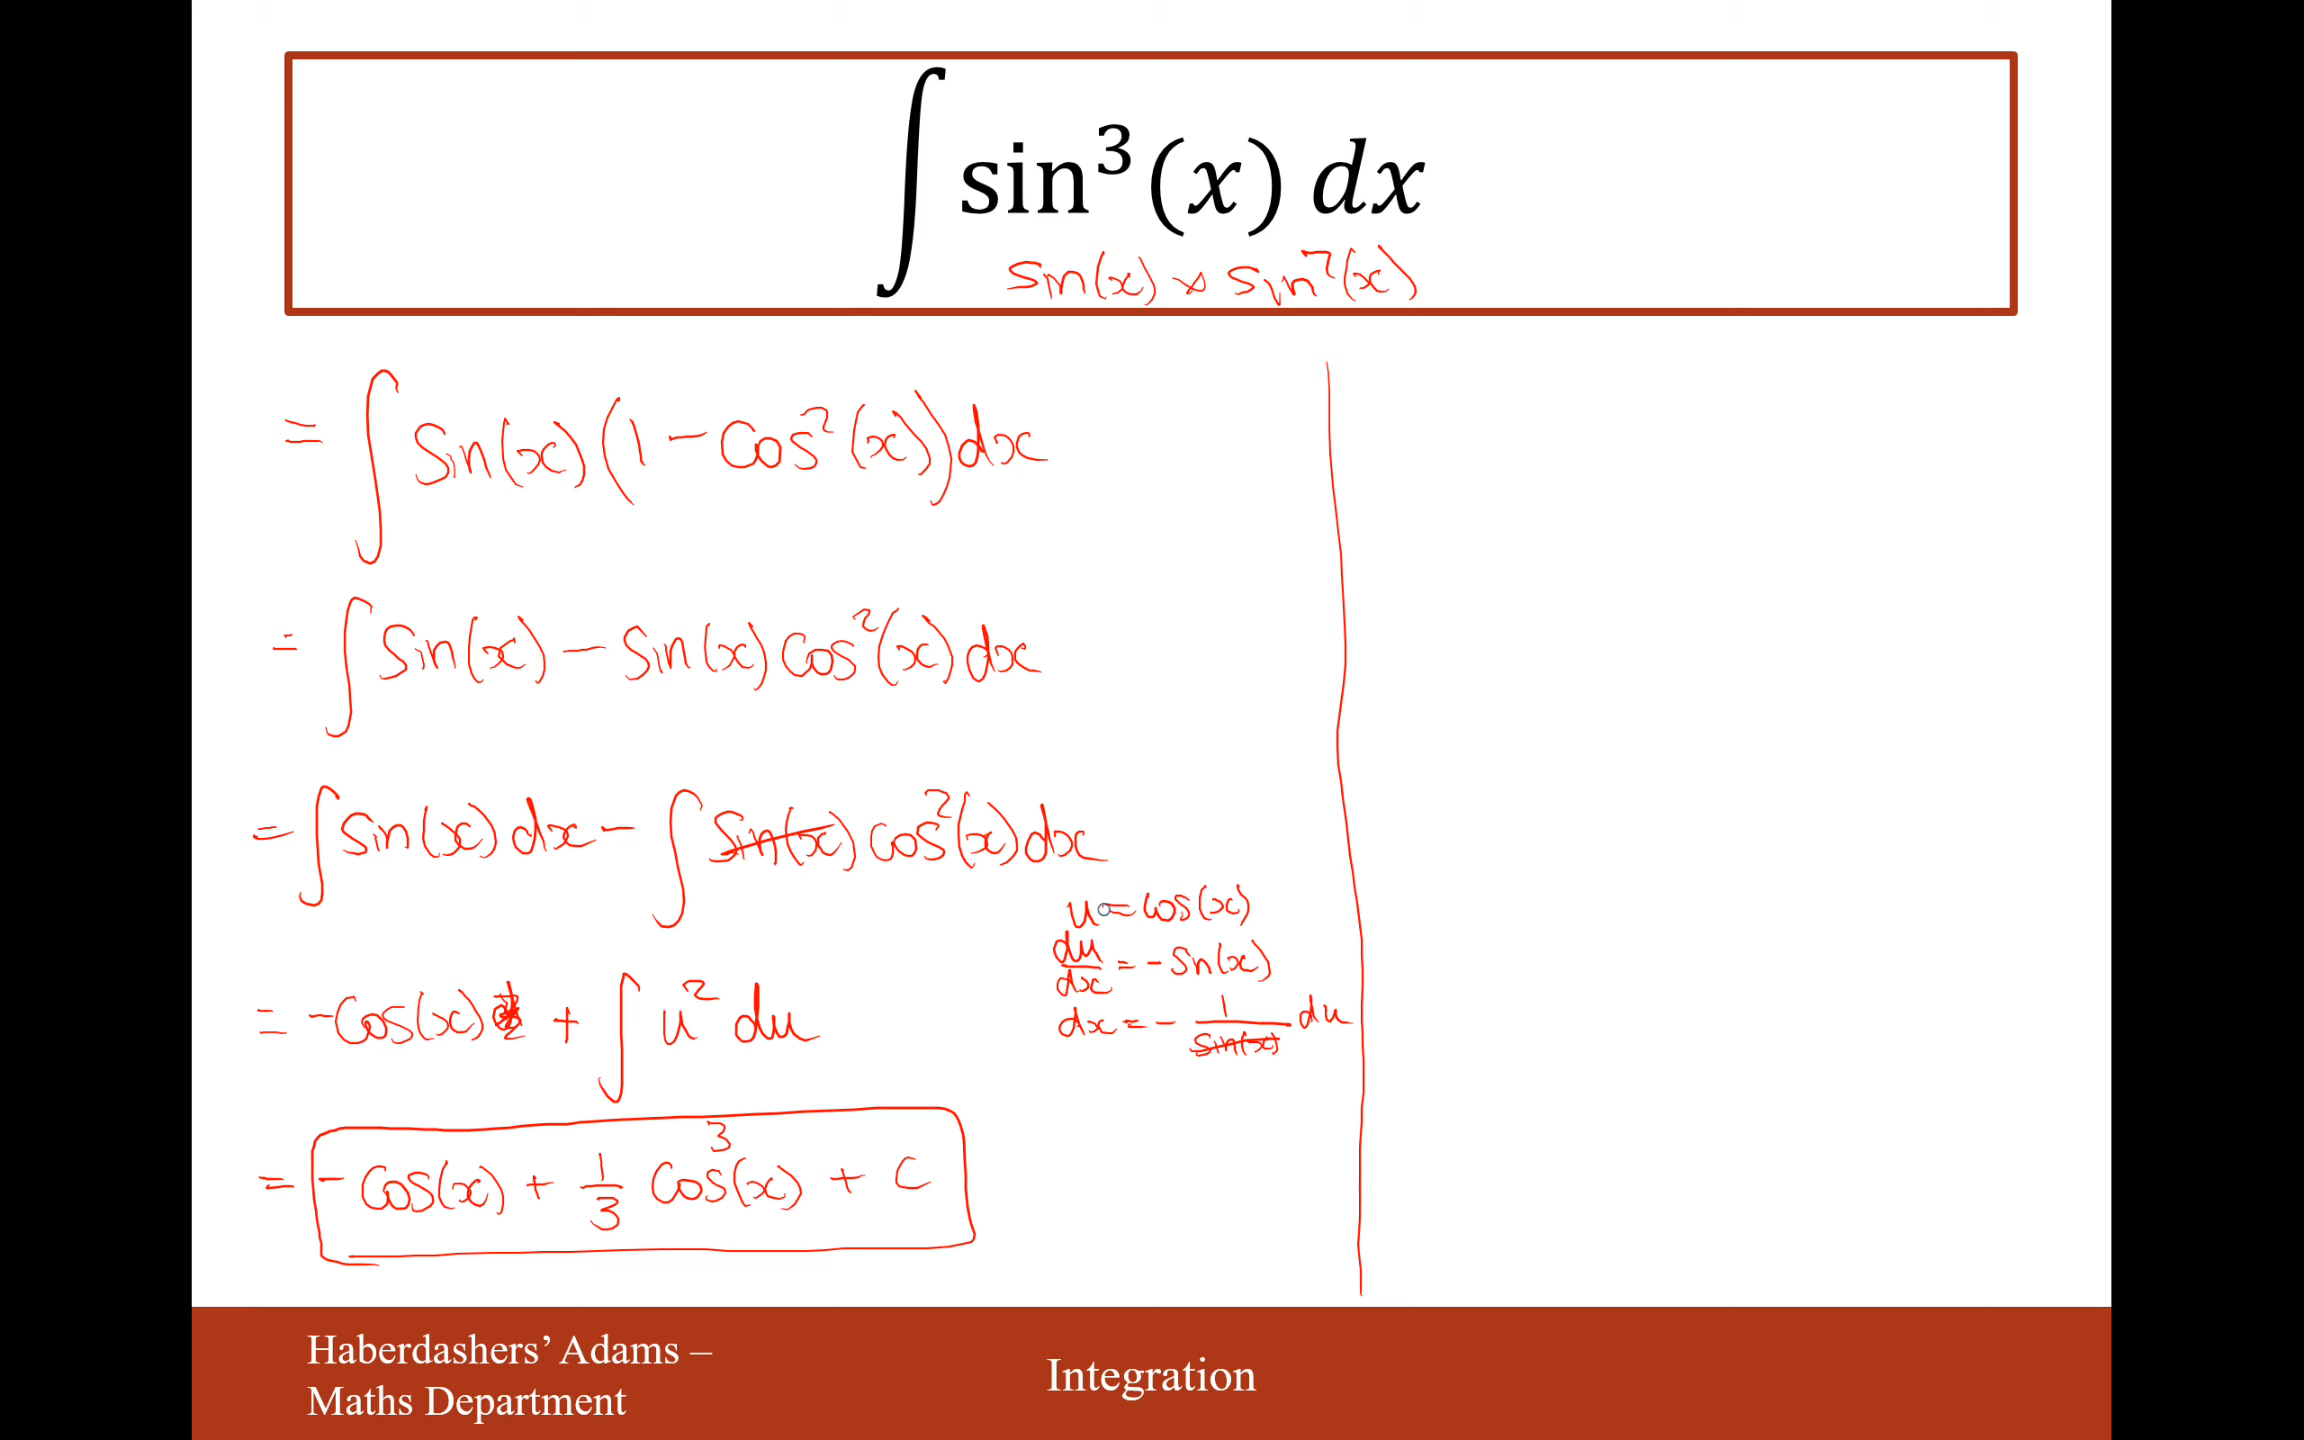 ∫ sin³(x) dx
sin(x) × sin²(x)
= ∫ sin(x)(1 − cos²(x)) dx
= ∫ sin(x) − sin(x) cos²(x) dx
= ∫ sin(x) dx − ∫ sin(x) cos²(x) dx
u = cos(x)
du/dx = − sin(x)
dx = − 1/sin(x) du
= −cos(x) + ∫ u² du
= −cos(x) + 1/3 cos³(x) + c
Haberdashers’ Adams –
Maths Department
Integration